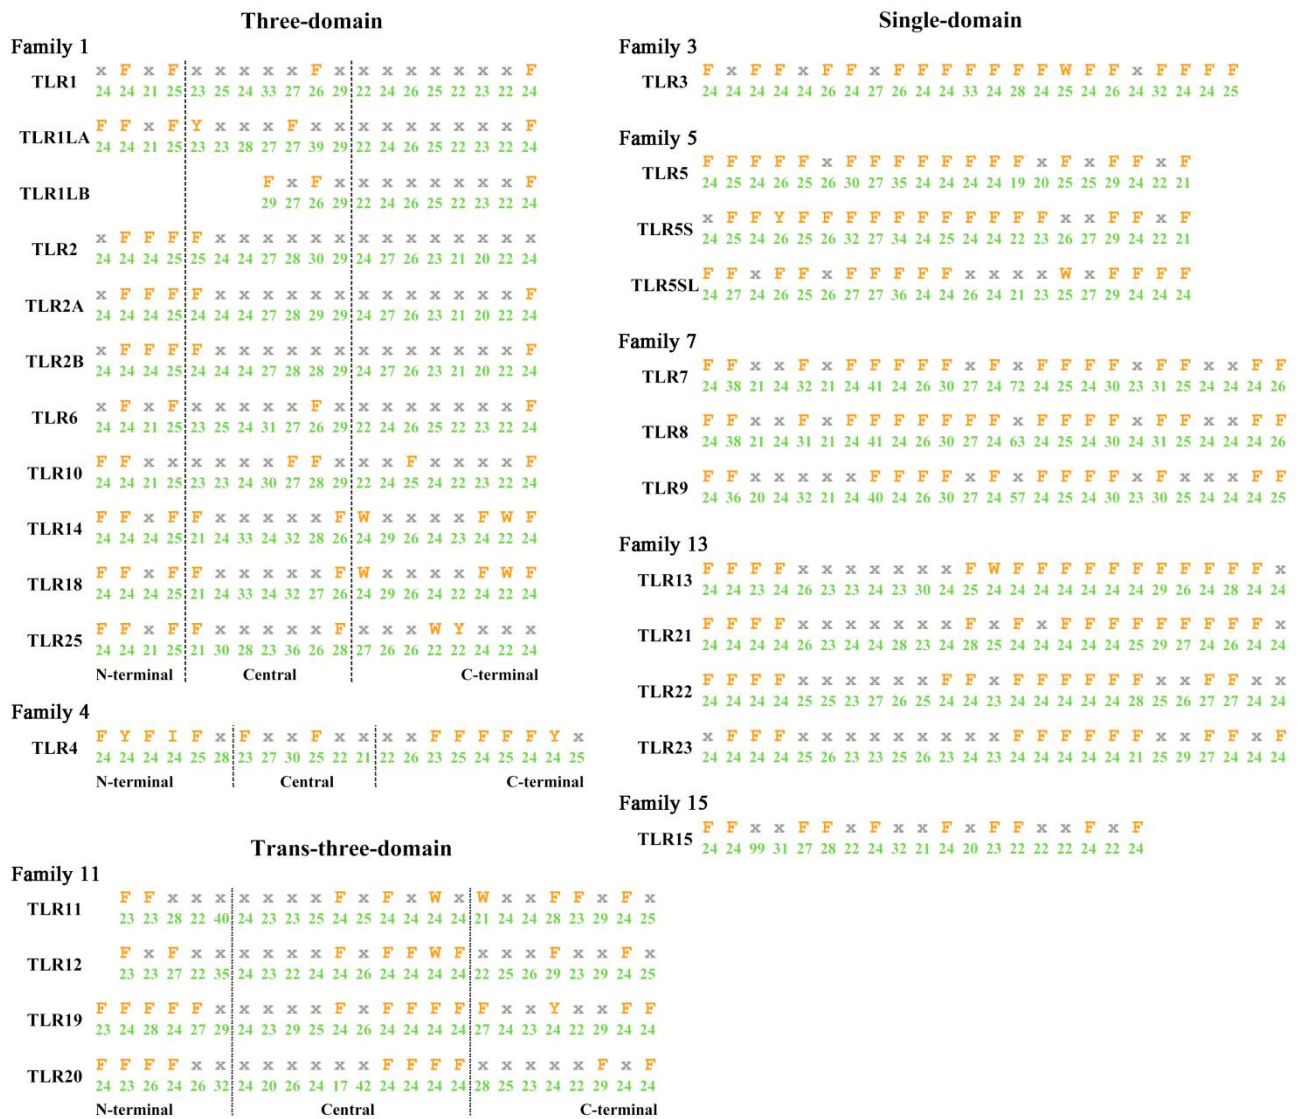 Three-domain
Family 1
x F x F x x x x x F x x x x x x x x F
TLR1
24 24 21 25 23 25 24 33 27 26 29 22 24 26 25 22 23 22 24
F F x F Y x x x F x x x x x x x x x F
TLR1LA
24 24 21 25 23 23 28 27 27 39 29 22 24 26 25 22 23 22 24
F x F x x x x x x x x F
TLR1LB
29 27 26 29 22 24 26 25 22 23 22 24
x F F F F x x x x x x x x x x x x x x
TLR2
24 24 24 25 25 24 24 27 28 30 29 24 27 26 23 21 20 22 24
x F F F F x x x x x x x x x x x x x F
TLR2A
24 24 24 25 24 24 24 27 28 29 29 24 27 26 23 21 20 22 24
x F F F F x x x x x x x x x x x x x F
TLR2B
24 24 24 25 24 24 24 27 28 28 29 24 27 26 23 21 20 22 24
x F x F x x x x x F x x x x x x x x F
TLR6
24 24 21 25 23 25 24 31 27 26 29 22 24 26 25 22 23 22 24
F F x x x x x x F F x x x F x x x x F
TLR10
24 24 21 25 23 23 24 30 27 28 29 22 24 25 24 22 23 22 24
F F x F F x x x x x F W x x x x F W F
TLR14
24 24 24 25 21 24 33 24 32 28 26 24 29 26 24 23 24 22 24
F F x F F x x x x x F W x x x x F W F
TLR18
24 24 24 25 21 24 33 24 32 27 26 24 29 26 24 22 24 22 24
F F x F F x x x x x F x x x W Y x x x
TLR25
24 24 21 25 21 30 28 23 36 26 28 27 26 26 22 22 24 22 24
N-terminal Central C-terminal
Family 4
F Y F I F x F x x F x x x x F F F F F Y x
TLR4
24 24 24 24 25 28 23 27 30 25 22 21 22 26 23 25 24 25 24 24 25
N-terminal Central C-terminal
Trans-three-domain
Family 11
F F x x x x x x x F x F x W x W x x F F x F x
TLR11
23 23 28 22 40 24 23 23 25 24 25 24 24 24 24 21 24 24 28 23 29 24 25
F x F x x x x x x F x F F W F x x x F x x F x
TLR12
23 23 27 22 35 24 23 22 24 24 26 24 24 24 24 22 25 26 29 23 29 24 25
F F F F F x x x x x F x F F F F F x x Y x x F F
TLR19
23 24 28 24 27 29 24 23 29 25 24 26 24 24 24 24 27 24 23 24 22 29 24 24
F F F F x x x x x x x x F F F F x x x x x F x F
TLR20
24 23 26 24 26 32 24 20 26 24 17 42 24 24 24 24 28 25 23 24 22 29 24 24
N-terminal Central C-terminal
Single-domain
Family 3
F x F F x F F x F F F F F F F W F F x F F F F
TLR3
24 24 24 24 24 26 24 27 26 24 24 33 24 28 24 25 24 26 24 32 24 24 25
Family 5
F F F F F x F F F F F F F F x F x F F x F
TLR5
24 25 24 26 25 26 30 27 35 24 24 24 24 19 20 25 25 29 24 22 21
x F F Y F F F F F F F F F F F x x F F x F
TLR5S
24 25 24 26 25 26 32 27 34 24 25 24 24 22 23 26 27 29 24 22 21
F F x F F x F F F F F x x x x W x F F F F
TLR5SL
24 27 24 26 25 26 27 27 36 24 24 26 24 21 23 25 27 29 24 24 24
Family 7
F F x x F x F F F F F x F x F F F F x F F x x F F
TLR7
24 38 21 24 32 21 24 41 24 26 30 27 24 72 24 25 24 30 23 31 25 24 24 24 26
F F x x F x F F F F F F F x F F F F x F F x x F F
TLR8
24 38 21 24 31 21 24 41 24 26 30 27 24 63 24 25 24 30 24 31 25 24 24 24 26
F F x x x x x F F F F x F x F F F F x F x x x F F
TLR9
24 36 20 24 32 21 24 40 24 26 30 27 24 57 24 25 24 30 23 30 25 24 24 24 25
Family 13
F F F F x x x x x x x F W F F F F F F F F F F F x
TLR13
24 24 23 24 26 23 23 24 23 30 24 25 24 24 24 24 24 24 24 29 26 24 28 24 24
F F F F x x x x x x x F x F x F F F F F F F F F x
TLR21
24 24 24 24 26 23 24 24 28 23 24 28 25 24 24 24 24 24 25 29 27 24 26 24 24
F F F F x x x x x x F F x F F F F F F x x F F x x
TLR22
24 24 24 24 25 25 23 27 26 25 24 24 23 24 24 24 24 24 28 25 26 27 27 24 24
x F F F x x x x x x x x x F F F F F F x x F F x F
TLR23
24 24 24 24 25 26 23 23 25 26 23 24 24 24 24 24 24 24 21 25 29 27 24 24 24
Family 15
F F x x F F x F x x F x F F x x F x F
TLR15
24 24 99 31 27 28 22 24 32 21 24 20 23 22 22 22 24 22 24